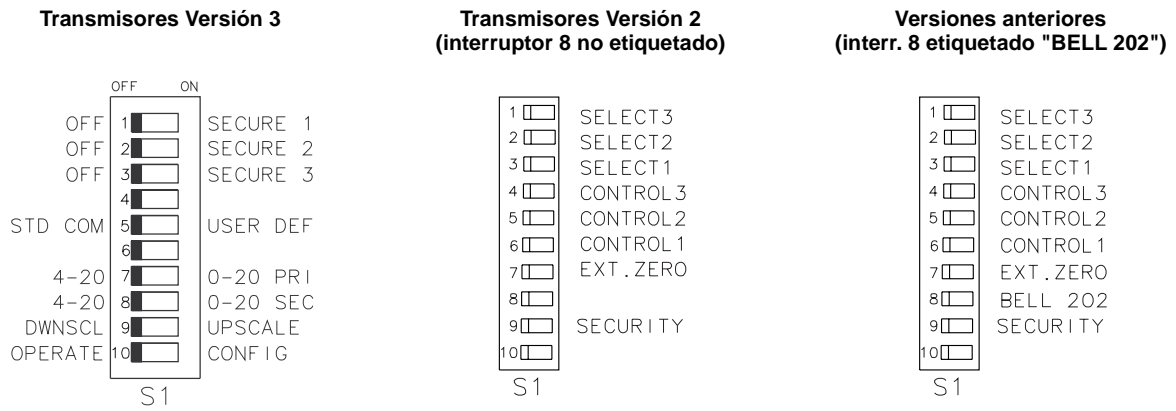 Transmisores Versión 3
OFF ON
OFF 1 SECURE 1
OFF 2 SECURE 2
OFF 3 SECURE 3
4
STD COM 5 USER DEF
6
4-20 7 0-20 PRI
4-20 8 0-20 SEC
DWNSCL 9 UPSCALE
OPERATE 10 CONFIG
S1
Transmisores Versión 2
(interruptor 8 no etiquetado)
1 SELECT3
2 SELECT2
3 SELECT1
4 CONTROL3
5 CONTROL2
6 CONTROL1
7 EXT.ZERO
8
9 SECURITY
10
S1
Versiones anteriores
(interr. 8 etiquetado "BELL 202")
1 SELECT3
2 SELECT2
3 SELECT1
4 CONTROL3
5 CONTROL2
6 CONTROL1
7 EXT.ZERO
8 BELL 202
9 SECURITY
10
S1